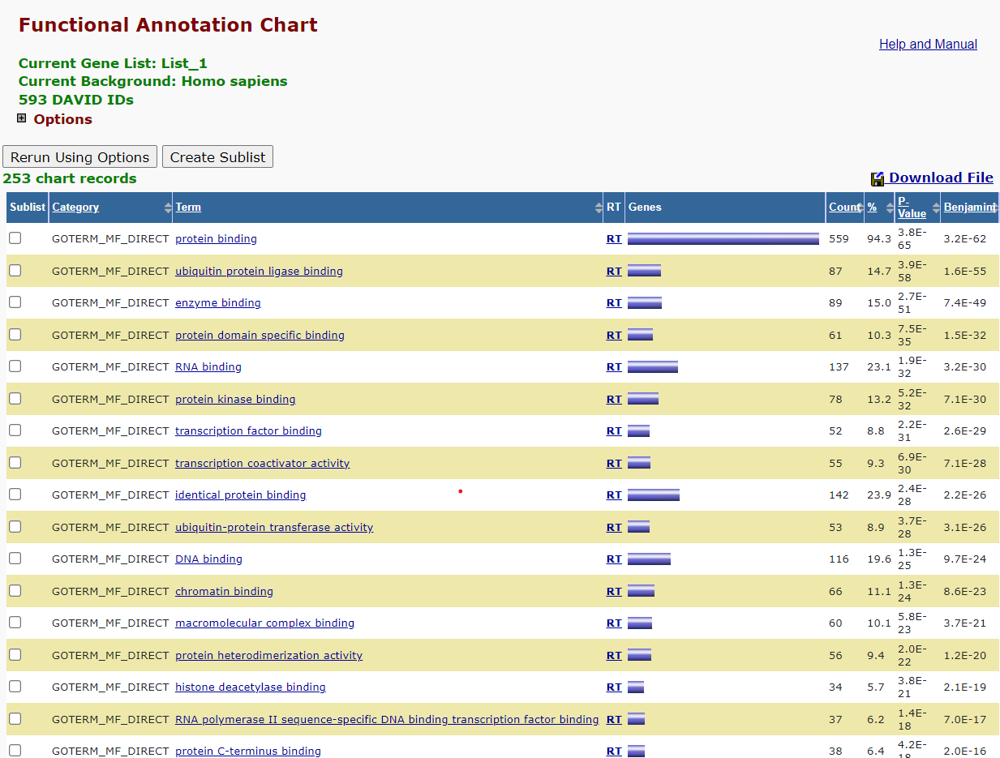 Functional Annotation Chart
Help and Manual
Current Gene List: List_1
Current Background: Homo sapiens
593 DAVID IDs
Options
Rerun Using Options Create Sublist
253 chart records
Download File
Sublist Category Term RT Genes Count % P-Value Benjamini
GOTERM_MF_DIRECT protein binding RT 559 94.3 3.8E-65 3.2E-62
GOTERM_MF_DIRECT ubiquitin protein ligase binding RT 87 14.7 3.9E-58 1.6E-55
GOTERM_MF_DIRECT enzyme binding RT 89 15.0 2.7E-51 7.4E-49
GOTERM_MF_DIRECT protein domain specific binding RT 61 10.3 7.5E-35 1.5E-32
GOTERM_MF_DIRECT RNA binding RT 137 23.1 1.9E-32 3.2E-30
GOTERM_MF_DIRECT protein kinase binding RT 78 13.2 5.2E-32 7.1E-30
GOTERM_MF_DIRECT transcription factor binding RT 52 8.8 2.2E-31 2.6E-29
GOTERM_MF_DIRECT transcription coactivator activity RT 55 9.3 6.9E-30 7.1E-28
GOTERM_MF_DIRECT identical protein binding RT 142 23.9 2.4E-28 2.2E-26
GOTERM_MF_DIRECT ubiquitin-protein transferase activity RT 53 8.9 3.7E-28 3.1E-26
GOTERM_MF_DIRECT DNA binding RT 116 19.6 1.3E-25 9.7E-24
GOTERM_MF_DIRECT chromatin binding RT 66 11.1 1.3E-24 8.6E-23
GOTERM_MF_DIRECT macromolecular complex binding RT 60 10.1 5.8E-23 3.7E-21
GOTERM_MF_DIRECT protein heterodimerization activity RT 56 9.4 2.0E-22 1.2E-20
GOTERM_MF_DIRECT histone deacetylase binding RT 34 5.7 3.8E-21 2.1E-19
GOTERM_MF_DIRECT RNA polymerase II sequence-specific DNA binding transcription factor binding RT 37 6.2 1.4E-18 7.0E-17
GOTERM_MF_DIRECT protein C-terminus binding RT 38 6.4 4.2E-18 2.0E-16